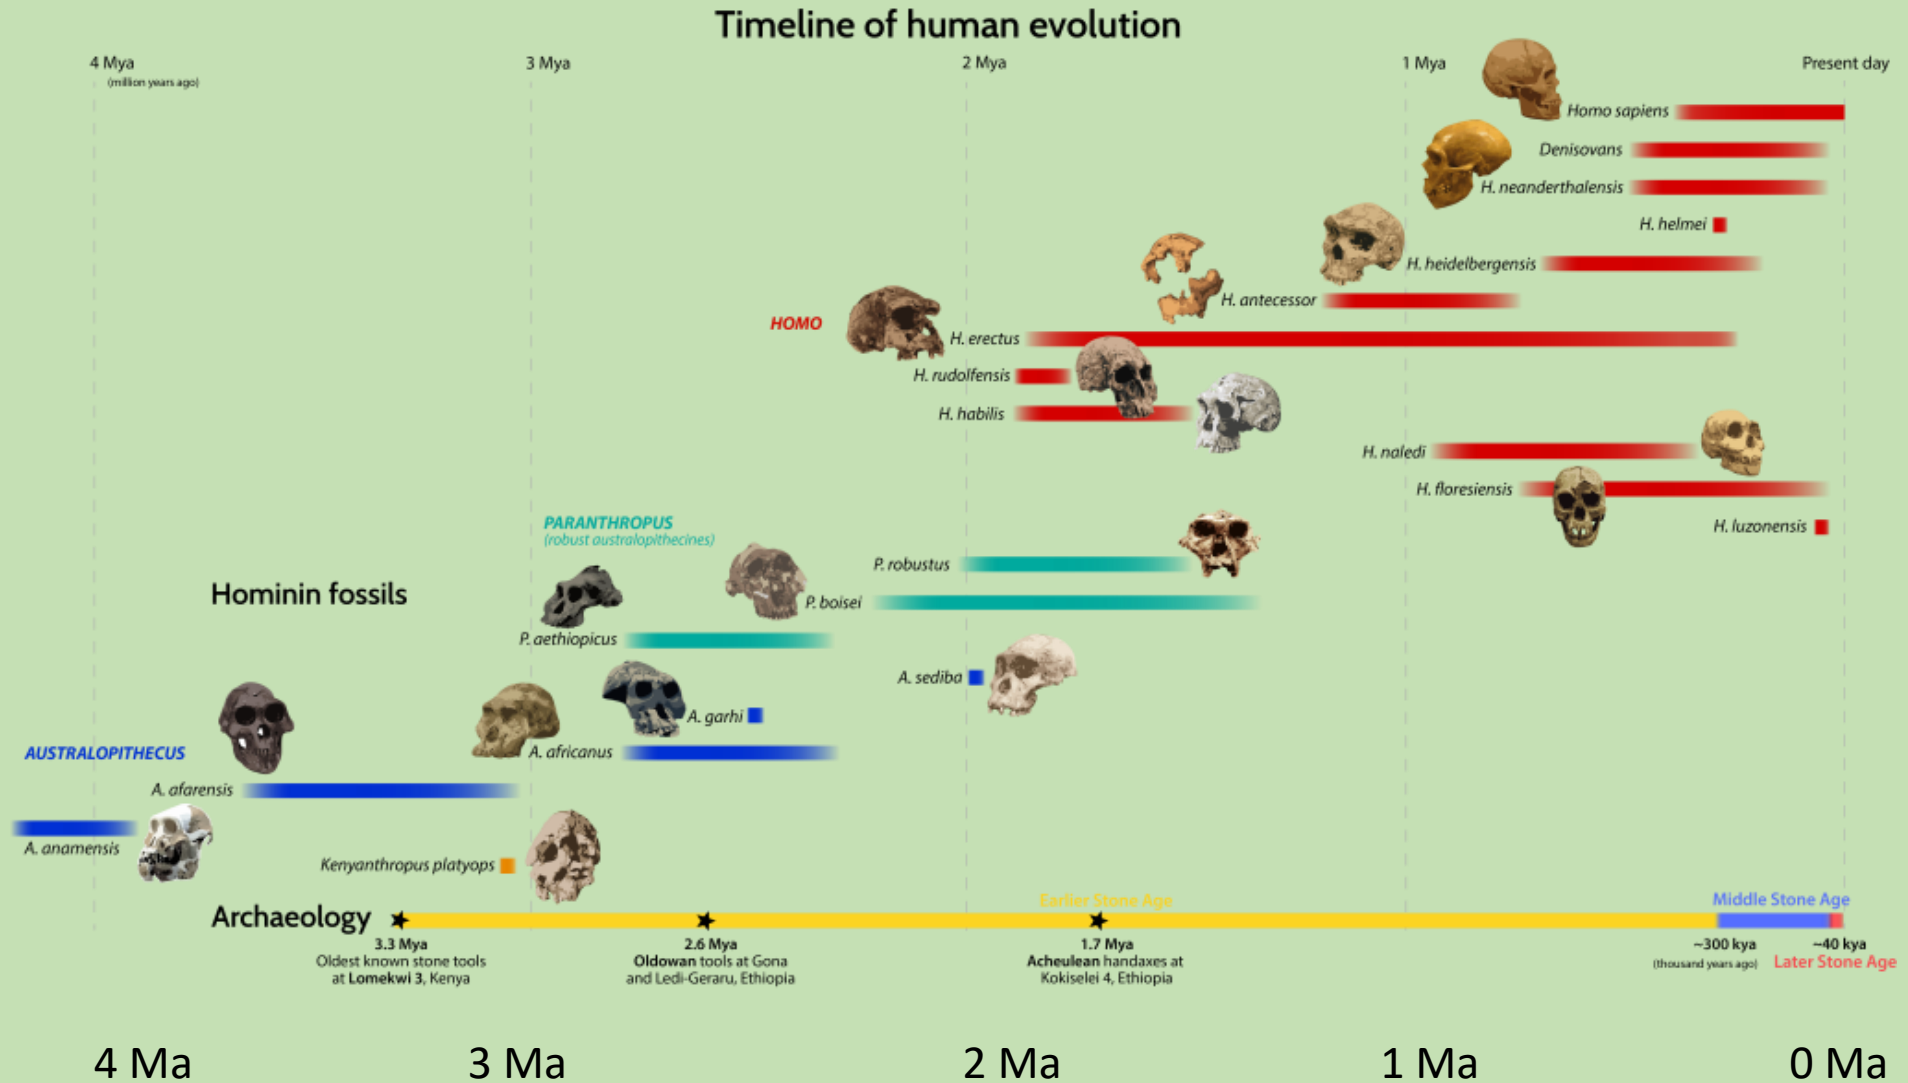 Timeline of human evolution
4 Mya
(million years ago)
3 Mya
2 Mya
1 Mya
Present day
Homo sapiens
Denisovans
H. neanderthalensis
H. helmei
H. heidelbergensis
H. antecessor
HOMO
H. erectus
H. rudolfensis
H. habilis
H. naledi
H. floresiensis
H. luzonensis
PARANTHROPUS
(robust australopithecines)
P. robustus
Hominin fossils
P. boisei
P. aethiopicus
A. sediba
A. garhi
AUSTRALOPITHECUS
A. africanus
A. afarensis
A. anamensis
Kenyanthropus platyops
Earlier Stone Age
Middle Stone Age
Archaeology
3.3 Mya
Oldest known stone tools
at Lomekwi 3, Kenya
2.6 Mya
Oldowan tools at Gona
and Ledi-Geraru, Ethiopia
1.7 Mya
Acheulean handaxes at
Kokiselei 4, Ethiopia
~300 kya
(thousand years ago)
~40 kya
Later Stone Age
4 Ma
3 Ma
2 Ma
1 Ma
0 Ma